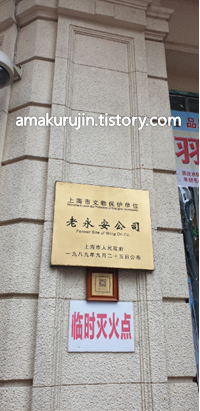 amakurujin.tistory.com
上海市文物保护单位
老永安公司
Former Site of Wing On Co.
上海市人民政府
一九八九年九月二十五日公布
临时灭火点
羽